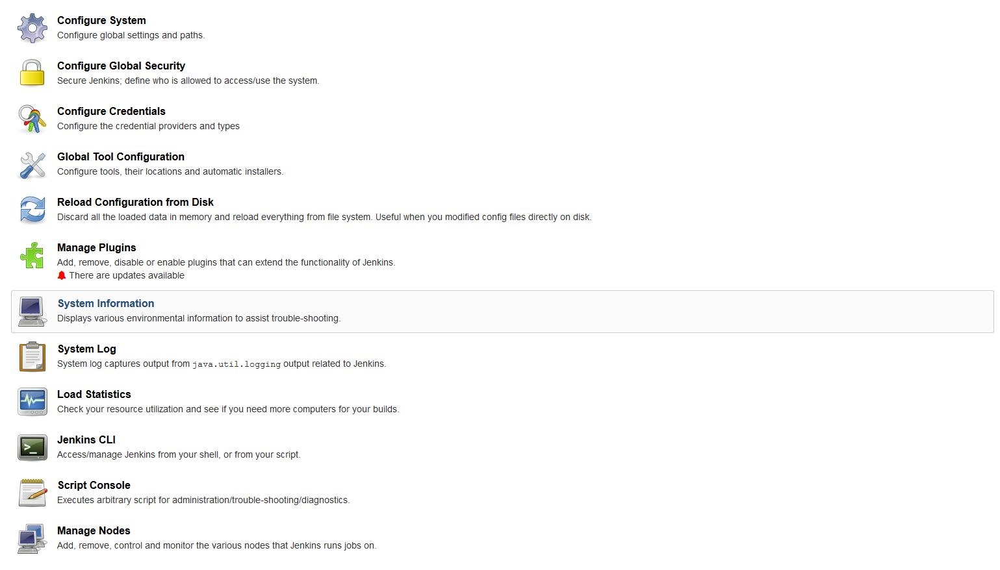 Configure System
Configure global settings and paths.
Configure Global Security
Secure Jenkins; define who is allowed to access/use the system.
Configure Credentials
Configure the credential providers and types
Global Tool Configuration
Configure tools, their locations and automatic installers.
Reload Configuration from Disk
Discard all the loaded data in memory and reload everything from file system. Useful when you modified config files directly on disk.
Manage Plugins
Add, remove, disable or enable plugins that can extend the functionality of Jenkins.
There are updates available
System Information
Displays various environmental information to assist trouble-shooting.
System Log
System log captures output from java.util.logging output related to Jenkins.
Load Statistics
Check your resource utilization and see if you need more computers for your builds.
Jenkins CLI
Access/manage Jenkins from your shell, or from your script.
Script Console
Executes arbitrary script for administration/trouble-shooting/diagnostics.
Manage Nodes
Add, remove, control and monitor the various nodes that Jenkins runs jobs on.